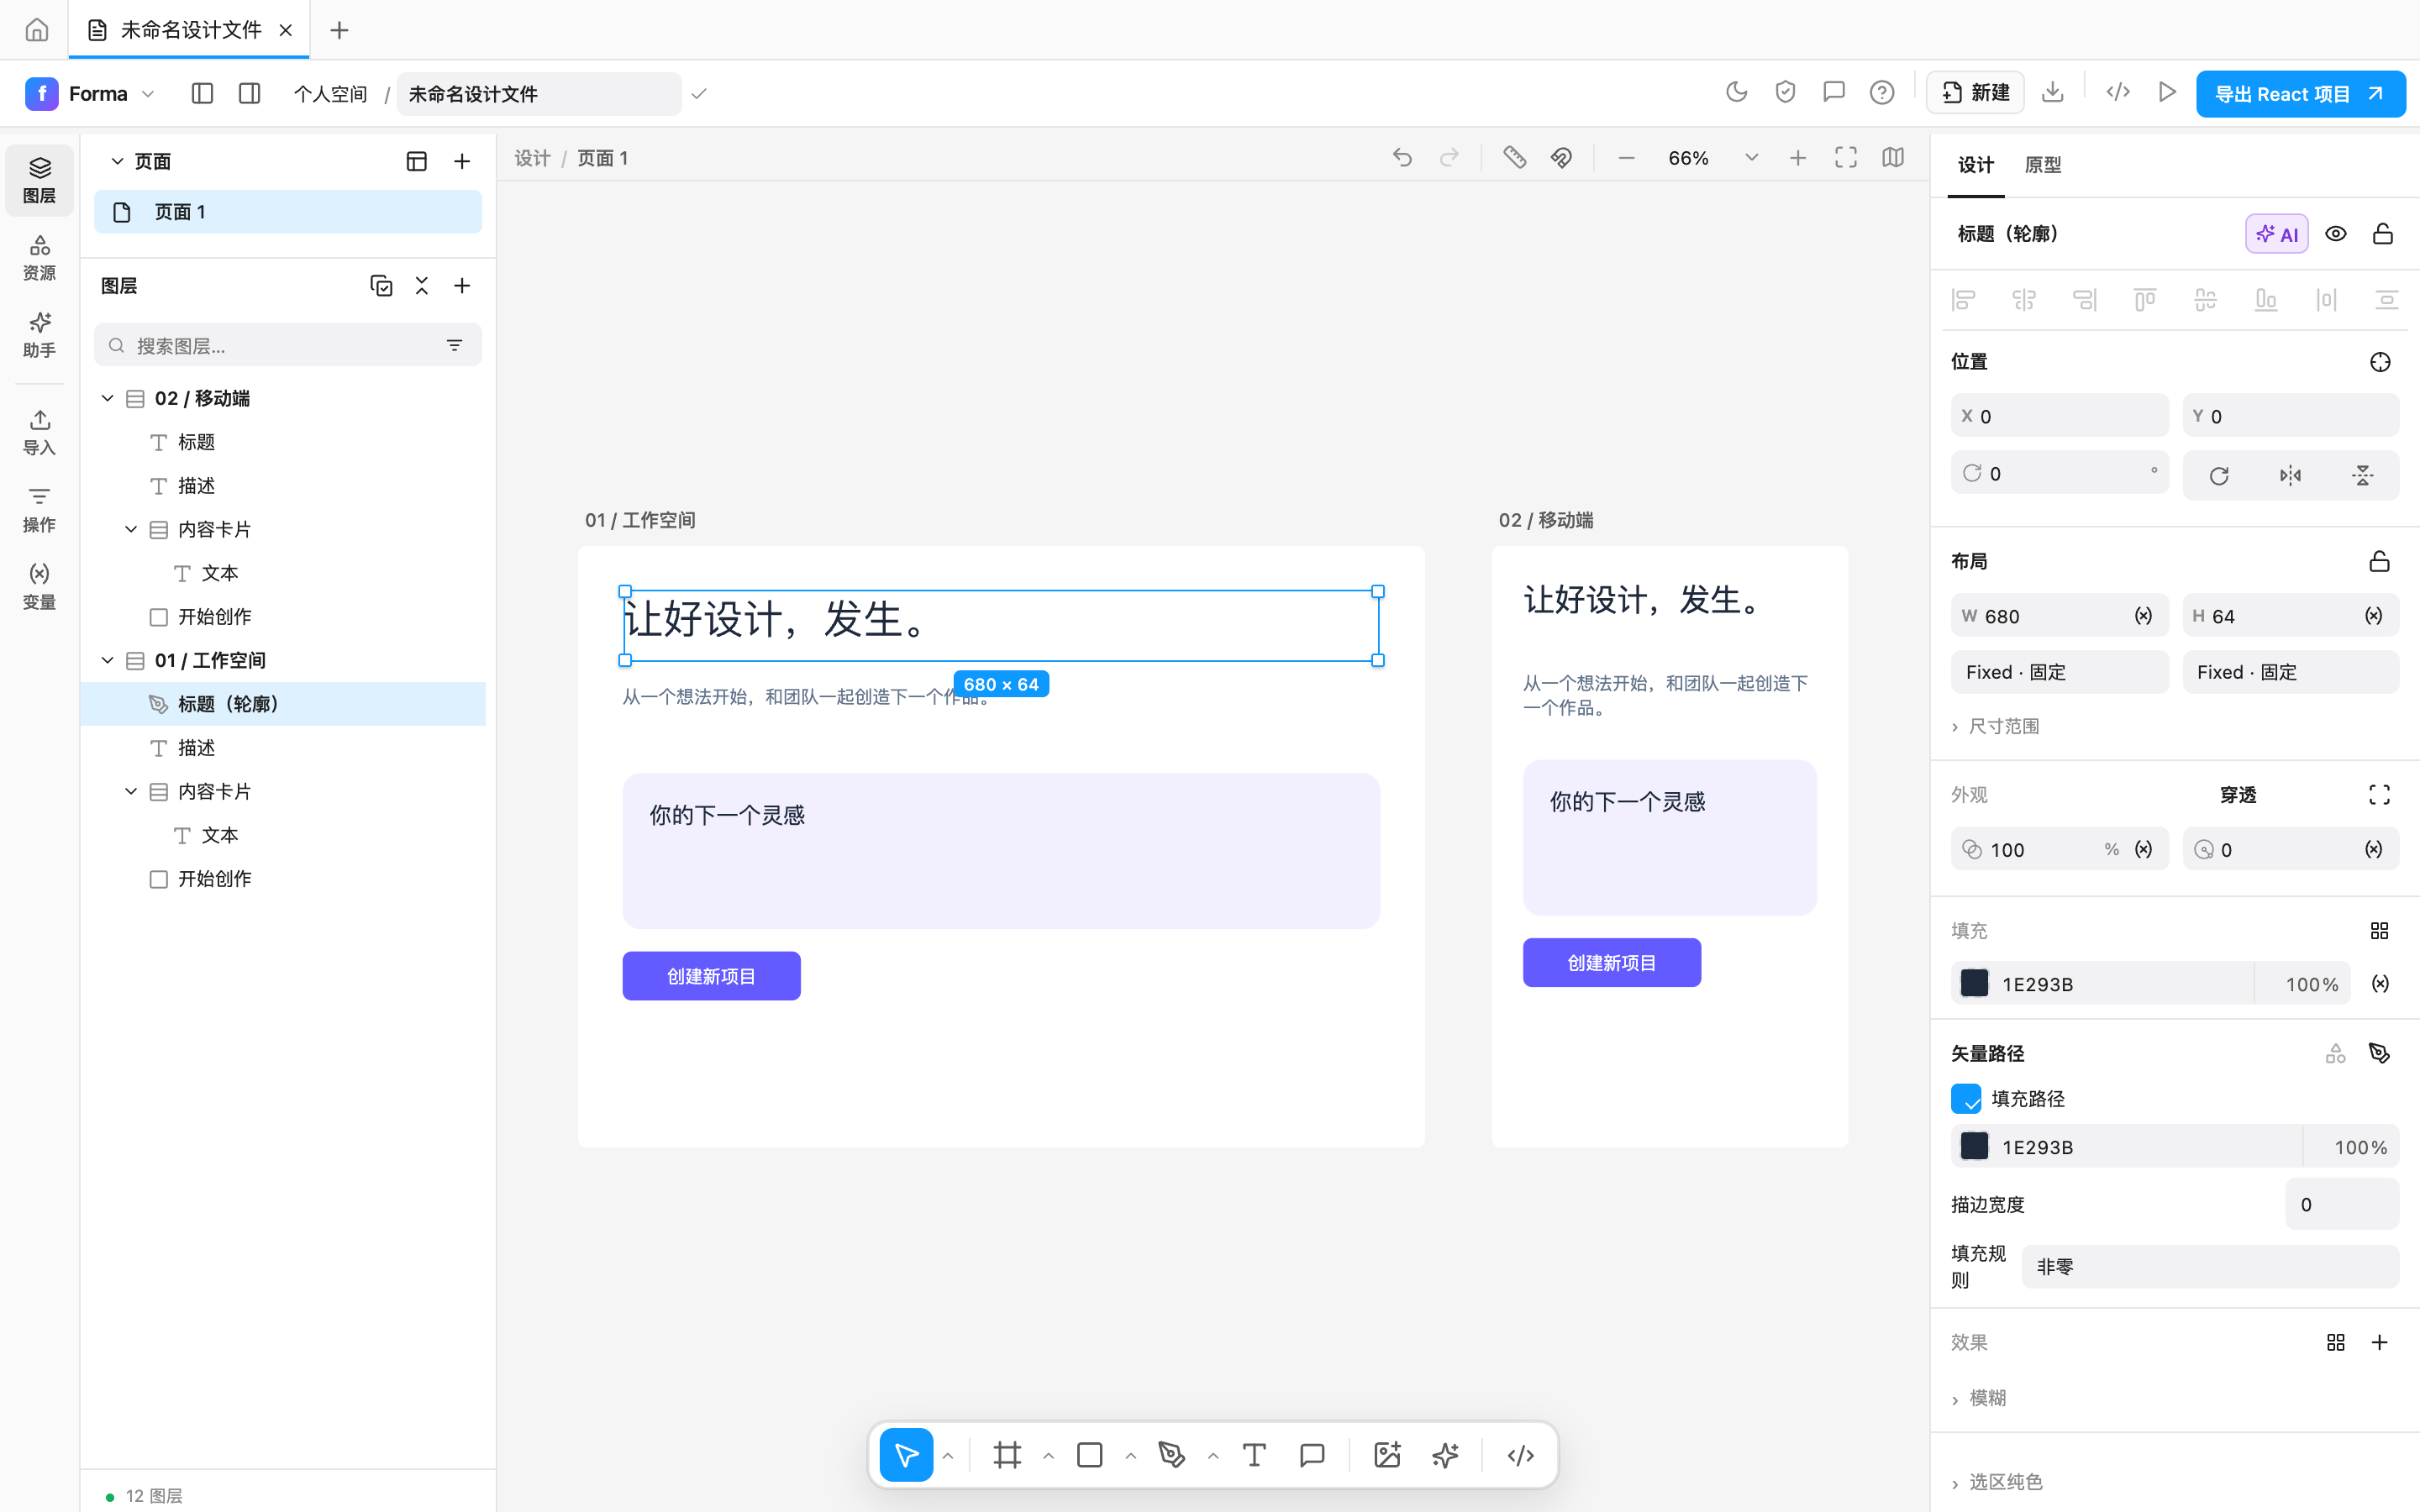 未命名设计文件
f Forma
个人空间 / 未命名设计文件
新建
导出 React 项目
图层
资源
助手
导入
操作
变量
页面
页面 1
图层
搜索图层...
02 / 移动端
标题
描述
内容卡片
文本
开始创作
01 / 工作空间
标题（轮廓）
描述
内容卡片
文本
开始创作
12 图层
设计 / 页面 1
66%
01 / 工作空间
让好设计，发生。
680 × 64
从一个想法开始，和团队一起创造下一个作品。
你的下一个灵感
创建新项目
02 / 移动端
让好设计，发生。
从一个想法开始，和团队一起创造下
一个作品。
你的下一个灵感
创建新项目
设计 原型
标题（轮廓）
AI
位置
X 0
Y 0
0 °
布局
W 680 (x)
H 64 (x)
Fixed · 固定
Fixed · 固定
尺寸范围
外观 穿透
100 % (x)
0 (x)
填充
1E293B 100% (x)
矢量路径
填充路径
1E293B 100%
描边宽度 0
填充规
则
非零
效果
模糊
选区纯色